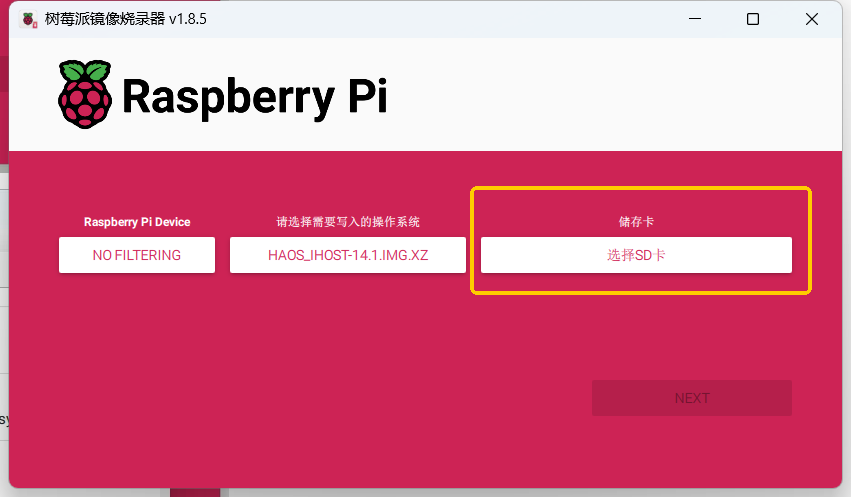 树莓派镜像烧录器 v1.8.5
Raspberry Pi
Raspberry Pi Device
请选择需要写入的操作系统
储存卡
NO FILTERING
HAOS_IHOST-14.1.IMG.XZ
选择SD卡
NEXT
sy